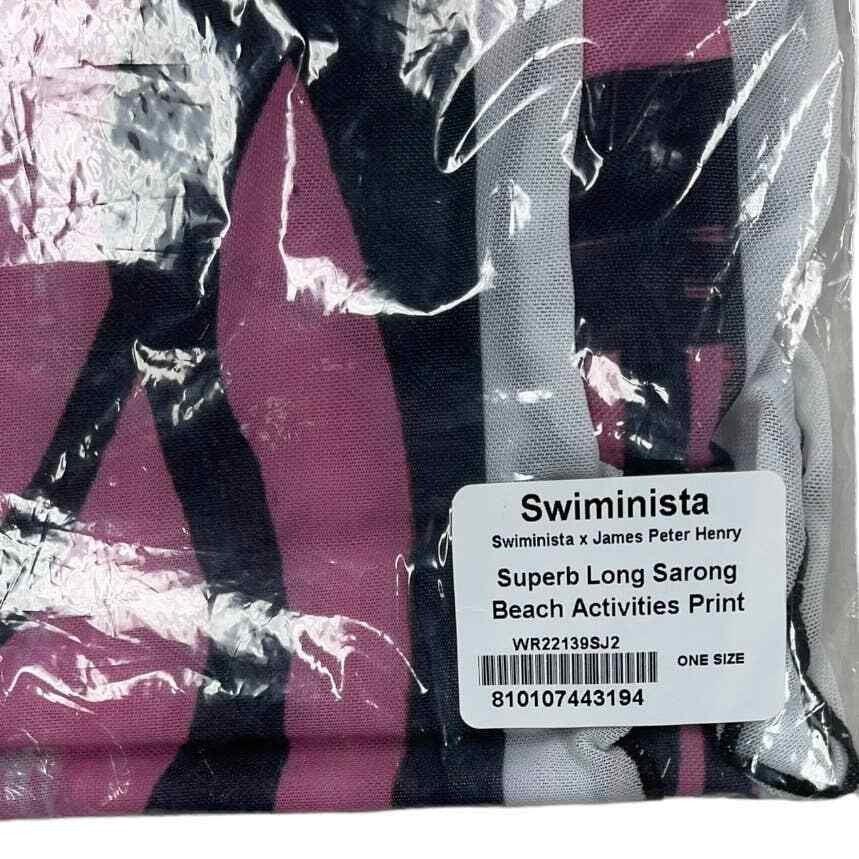 Swiminista
Swiminista x James Peter Henry
Superb Long Sarong
Beach Activities Print
WR22139SJ2
ONE SIZE
810107443194